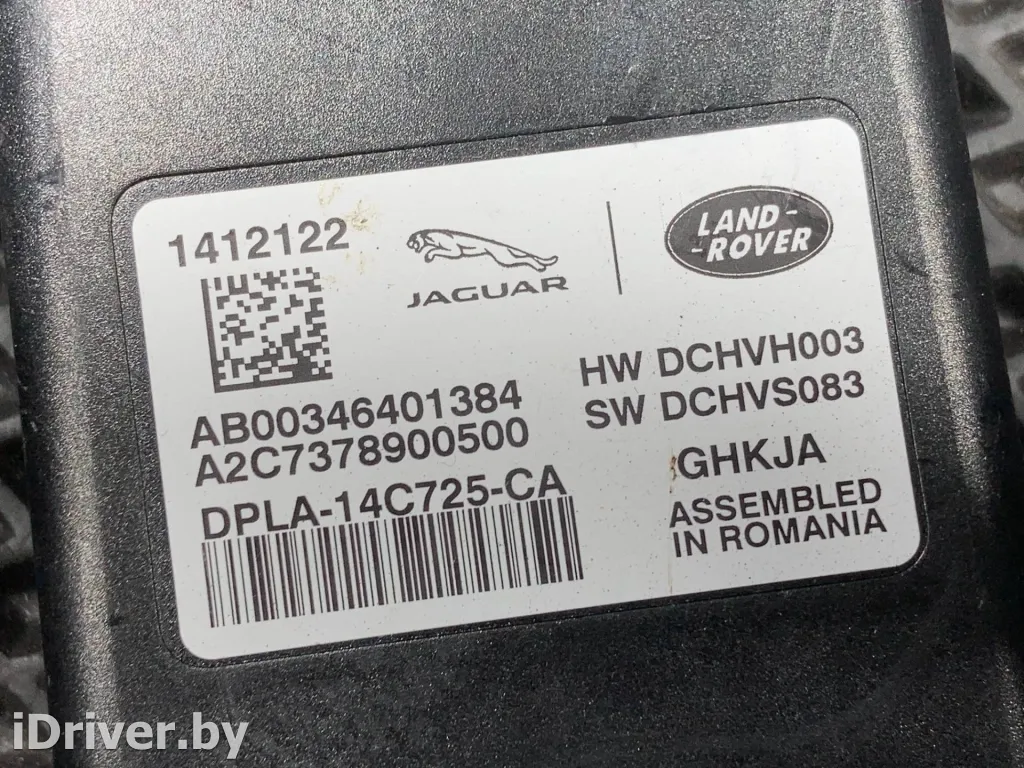 1412122
JAGUAR
LAND-
-ROVER
AB00346401384
A2C7378900500
DPLA-14C725-CA
HW DCHVH003
SW DCHVS083
GHKJA
ASSEMBLED
IN ROMANIA
iDriver.by